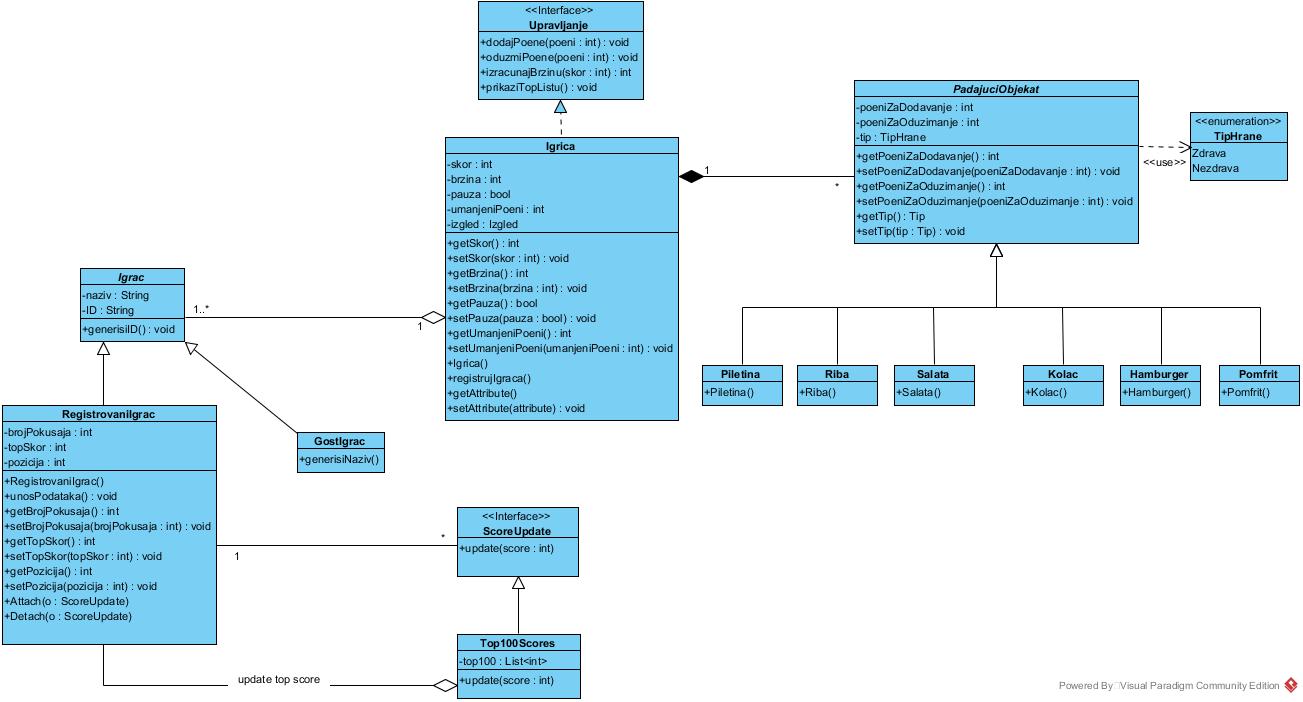 <<Interface>>
Upravljanje
+dodajPoene(poeni : int) : void
+oduzmiPoene(poeni : int) : void
+izracunajBrzinu(skor : int) : int
+prikaziTopListu() : void
Igrica
-skor : int
-brzina : int
-pauza : bool
-umanjeniPoeni : int
-izgled : Izgled
+getSkor() : int
+setSkor(skor : int) : void
+getBrzina() : int
+setBrzina(brzina : int) : void
+getPauza() : bool
+setPauza(pauza : bool) : void
+getUmanjeniPoeni() : int
+setUmanjeniPoeni(umanjeniPoeni : int) : void
+Igrica()
+registrujIgraca()
+getAttribute()
+setAttribute(attribute) : void
1
*
PadajuciObjekat
-poeniZaDodavanje : int
-poeniZaOduzimanje : int
-tip : TipHrane
+getPoeniZaDodavanje() : int
+setPoeniZaDodavanje(poeniZaDodavanje : int) : void
+getPoeniZaOduzimanje() : int
+setPoeniZaOduzimanje(poeniZaOduzimanje : int) : void
+getTip() : Tip
+setTip(tip : Tip) : void
<<use>>
<<enumeration>>
TipHrane
Zdrava
Nezdrava
Piletina
+Piletina()
Riba
+Riba()
Salata
+Salata()
Kolac
+Kolac()
Hamburger
+Hamburger()
Pomfrit
+Pomfrit()
Igrac
-naziv : String
-ID : String
+generisiID() : void
1..*
1
RegistrovaniIgrac
-brojPokusaja : int
-topSkor : int
-pozicija : int
+RegistrovaniIgrac()
+unosPodataka() : void
+getBrojPokusaja() : int
+setBrojPokusaja(brojPokusaja : int) : void
+getTopSkor() : int
+setTopSkor(topSkor : int) : void
+getPozicija() : int
+setPozicija(pozicija : int) : void
+Attach(o : ScoreUpdate)
+Detach(o : ScoreUpdate)
GostIgrac
+generisiNaziv()
1
*
<<Interface>>
ScoreUpdate
+update(score : int)
Top100Scores
-top100 : List<int>
+update(score : int)
update top score
Powered By Visual Paradigm Community Edition